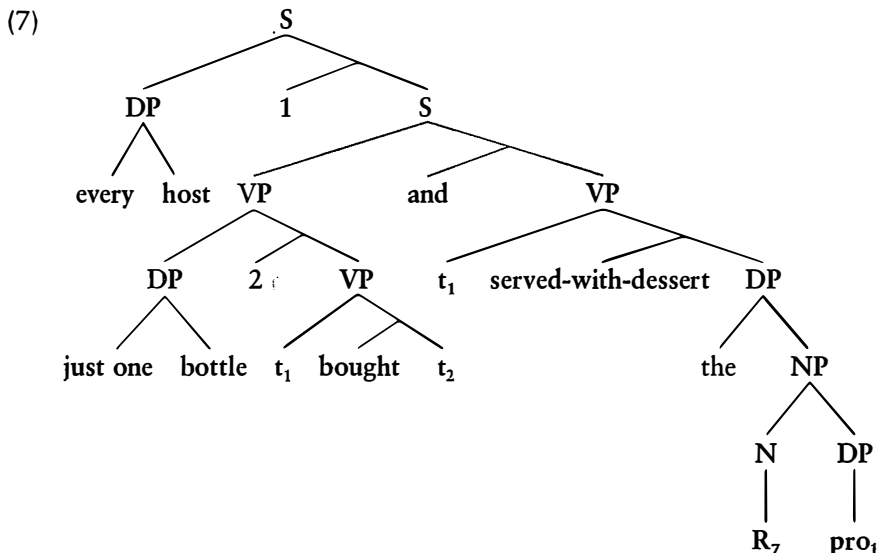 (7) S
DP 1 S
every host VP and VP
DP 2 VP t₁ served-with-dessert DP
just one bottle t₁ bought t₂ the NP
N DP
R₇ pro₁